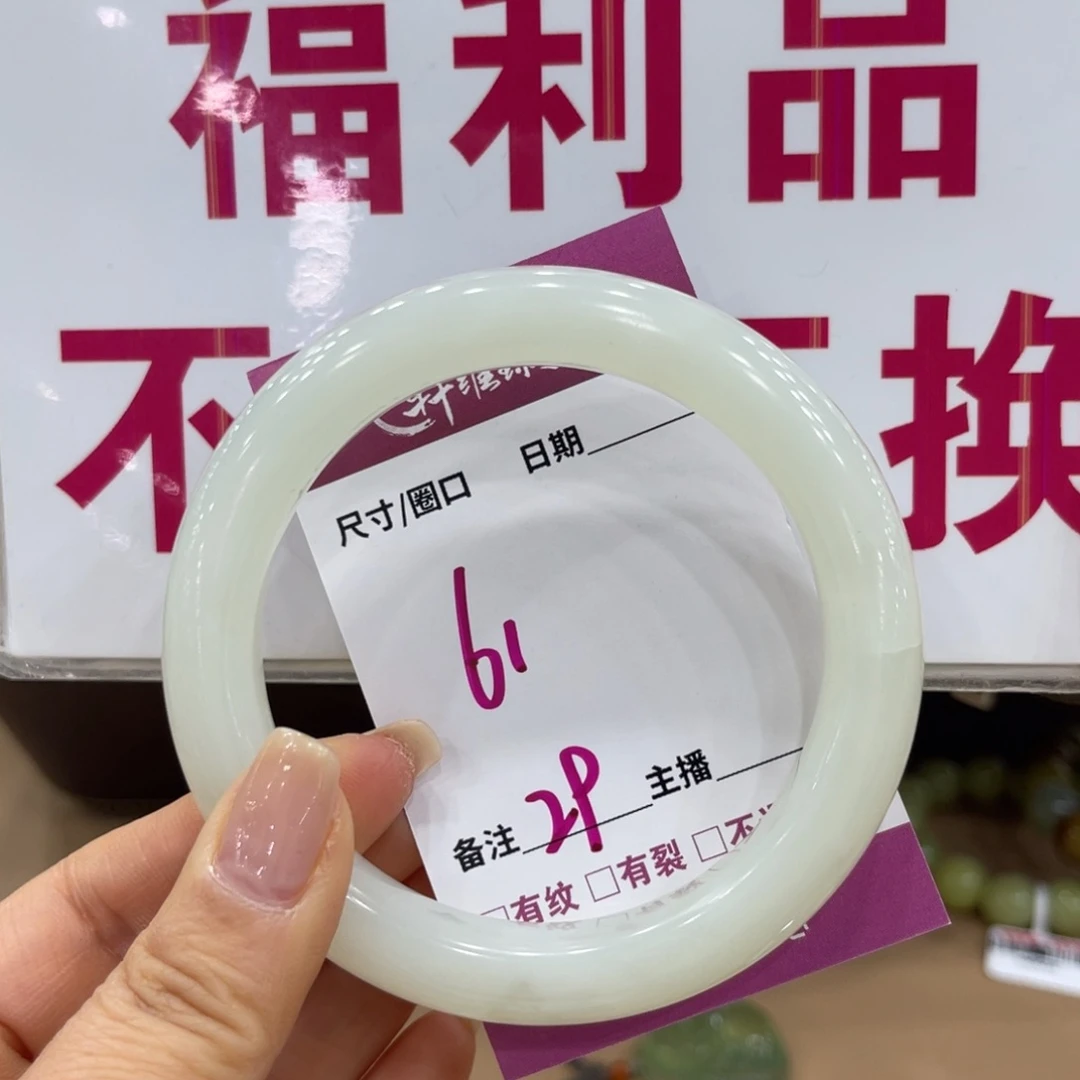 福利品
不 换
日期
尺寸/圈口
61
主播
备注 2P
有纹 □有裂 □不